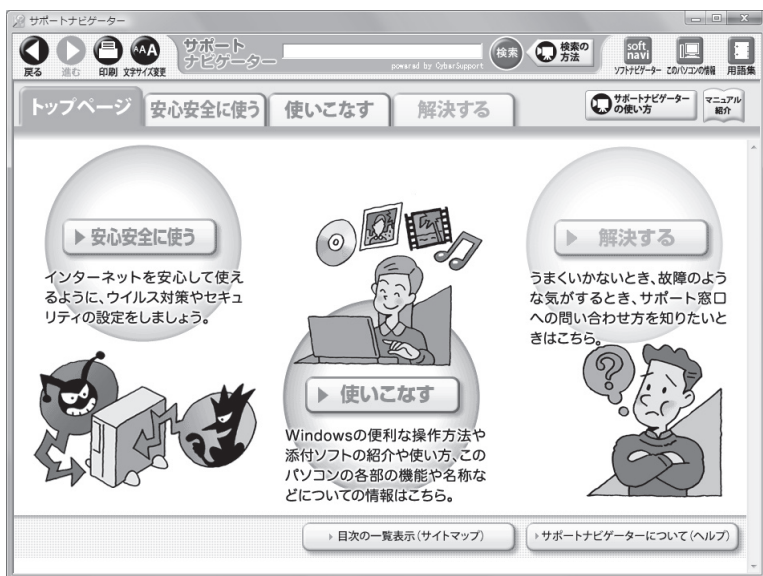 サポートナビゲーター
戻る 進む 印刷 文字サイズ変更
サポート
ナビゲーター
powered by CyberSupport
検索
検索の
方法
soft
navi
ソフトナビゲーター このパソコンの情報 用語集
トップページ 安心安全に使う 使いこなす 解決する
サポートナビゲーター
の使い方
マニュアル
紹介
安心安全に使う
インターネットを安心して使え
るように、ウイルス対策やセキュ
リティの設定をしましょう。
使いこなす
Windowsの便利な操作方法や
添付ソフトの紹介や使い方、この
パソコンの各部の機能や名称な
どについての情報はこちら。
解決する
うまくいかないとき、故障のよう
な気がするとき、サポート窓口
への問い合わせ方を知りたいと
きはこちら。
?
目次の一覧表示(サイトマップ)
サポートナビゲーターについて(ヘルプ)